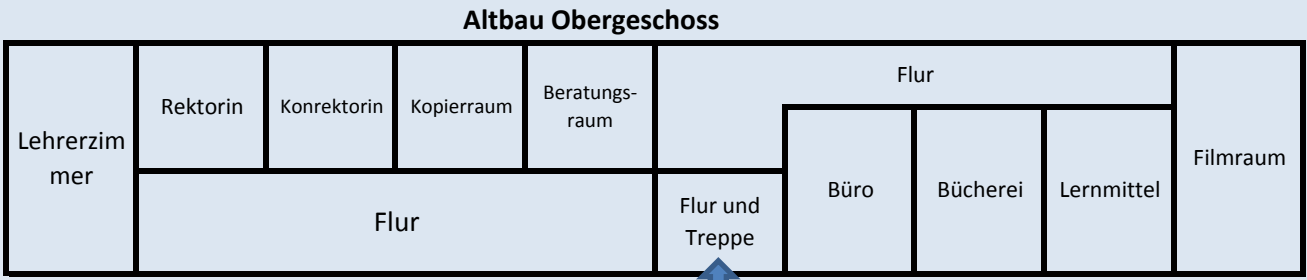 Altbau Obergeschoss
Lehrerzim
mer
Rektorin
Konrektorin
Kopierraum
Beratungs-
raum
Flur
Flur
Flur und
Treppe
Büro
Bücherei
Lernmittel
Filmraum